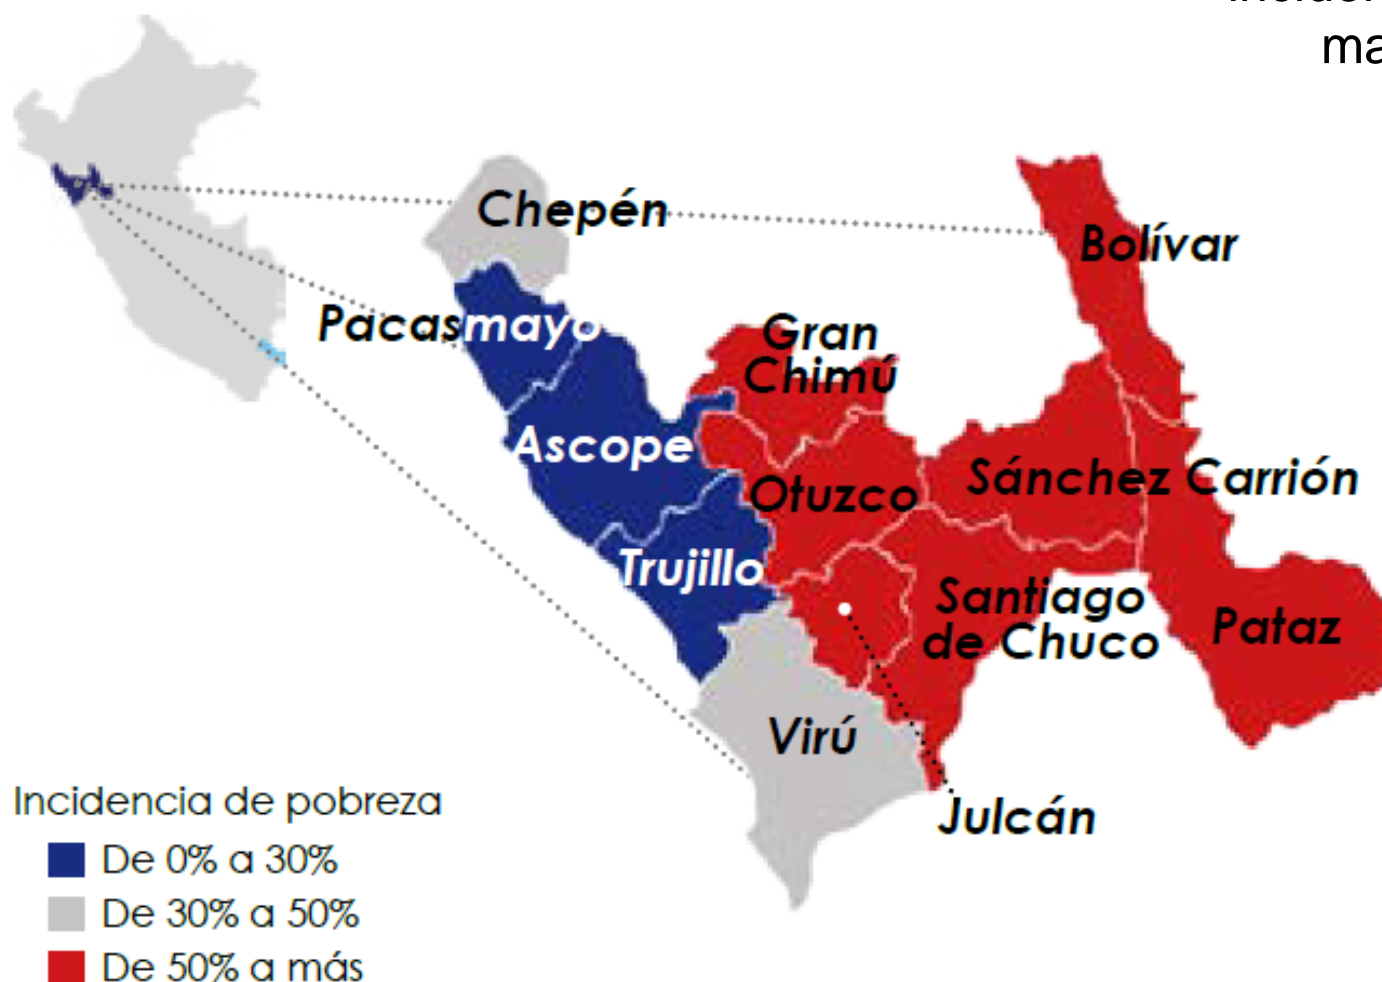 ma
Chepén
Bolívar
Pacasmayo
Gran
Chimú
Ascope
Otuzco
Sánchez Carrión
Trujillo
Santiago
de Chuco
Pataz
Virú
Julcán
Incidencia de pobreza
De 0% a 30%
De 30% a 50%
De 50% a más